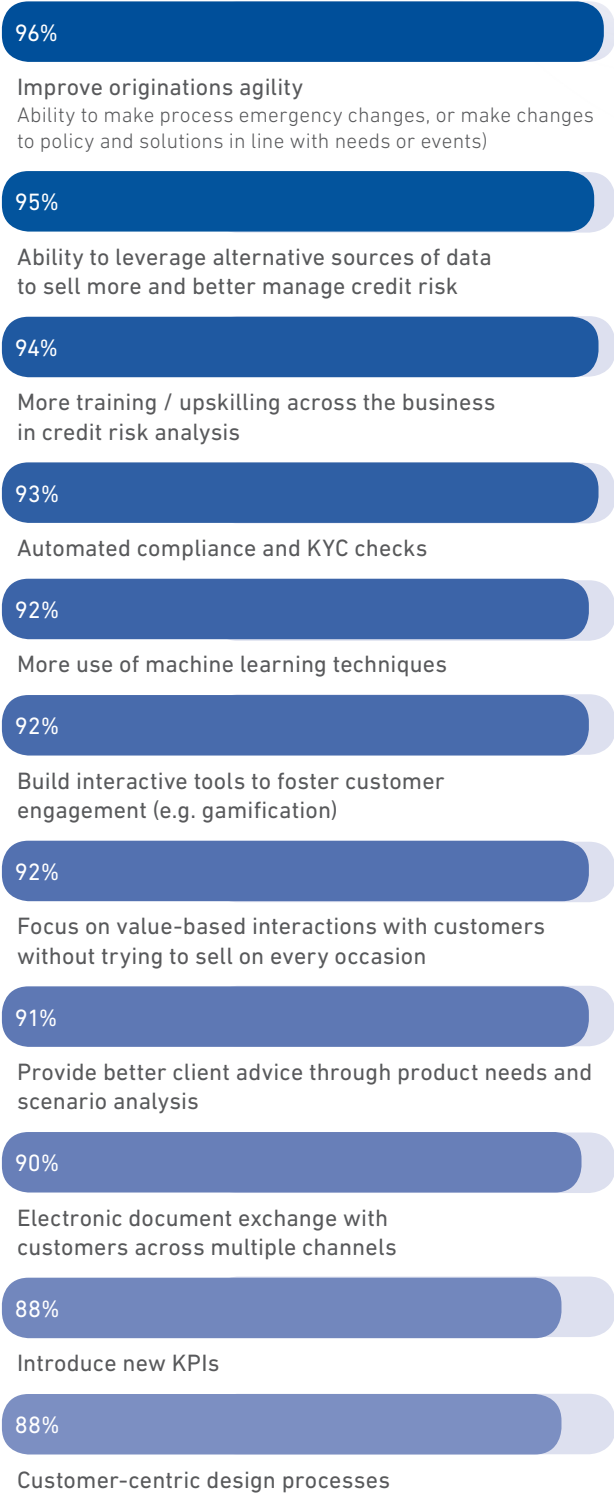 96%
Improve originations agility
Ability to make process emergency changes, or make changes
to policy and solutions in line with needs or events)
95%
Ability to leverage alternative sources of data
to sell more and better manage credit risk
94%
More training / upskilling across the business
in credit risk analysis
93%
Automated compliance and KYC checks
92%
More use of machine learning techniques
92%
Build interactive tools to foster customer
engagement (e.g. gamification)
92%
Focus on value-based interactions with customers
without trying to sell on every occasion
91%
Provide better client advice through product needs and
scenario analysis
90%
Electronic document exchange with
customers across multiple channels
88%
Introduce new KPIs
88%
Customer-centric design processes